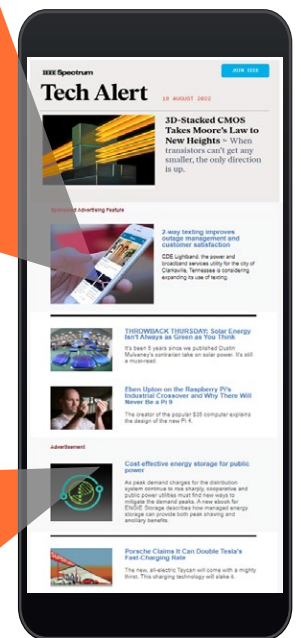 IEEE Spectrum
JOIN IEEE
Tech Alert
18 AUGUST 2022
3D-Stacked CMOS
Takes Moore's Law to
New Heights > When
transistors can't get any
smaller, the only direction
is up.
Sponsored Advertising Feature
2-way texting improves
outage management and
customer satisfaction
CDE Lightband: the power and
broadband services utility for the city of
Clarksville, Tennessee is considering
expanding its use of texting.
THROWBACK THURSDAY: Solar Energy
Isn't Always as Green as You Think
It's been 5 years since we published Dustin
Mulvaney's contrarian take on solar power. It's still
a must-read.
Eben Upton on the Raspberry Pi's
Industrial Crossover and Why There Will
Never Be a Pi 9
The creator of the popular $35 computer explains
the design of the new Pi 4.
Advertisement
Cost-effective energy storage for public
power
As peak demand charges for the distribution
system continue to rise sharply, cooperative and
public power utilities must find new ways to
mitigate the demand peaks. A new ebook for
ENGIE Storage describes how managed energy
storage can provide both peak shaving and
ancillary benefits.
Porsche Claims It Can Double Tesla's
Fast-Charging Rate
The new, all-electric Taycan will come with a mighty
thirst. This charging technology will slake it.